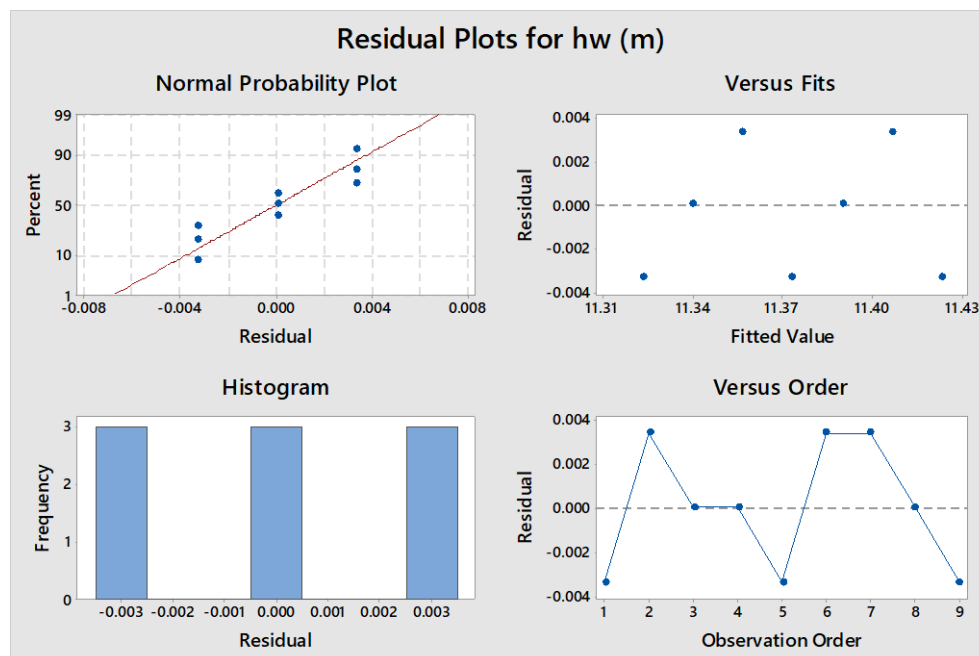 Residual Plots for hw (m)
Normal Probability Plot
Percent
99
90
50
10
1
-0.008 -0.004 0.000 0.004 0.008
Residual
Versus Fits
Residual
0.004
0.002
0.000
-0.002
-0.004
11.31 11.34 11.37 11.40 11.43
Fitted Value
Histogram
Frequency
3
2
1
0
-0.003 -0.002 -0.001 0.000 0.001 0.002 0.003
Residual
Versus Order
Residual
0.004
0.002
0.000
-0.002
-0.004
1 2 3 4 5 6 7 8 9
Observation Order